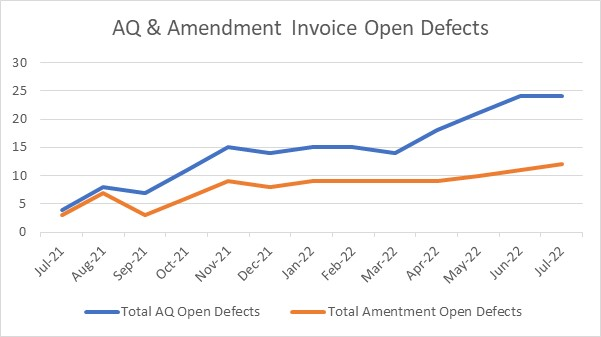 AQ & Amendment Invoice Open Defects
30
25
20
15
10
5
0
Jul-21 Aug-21 Sep-21 Oct-21 Nov-21 Dec-21 Jan-22 Feb-22 Mar-22 Apr-22 May-22 Jun-22 Jul-22
Total AQ Open Defects Total Amentment Open Defects